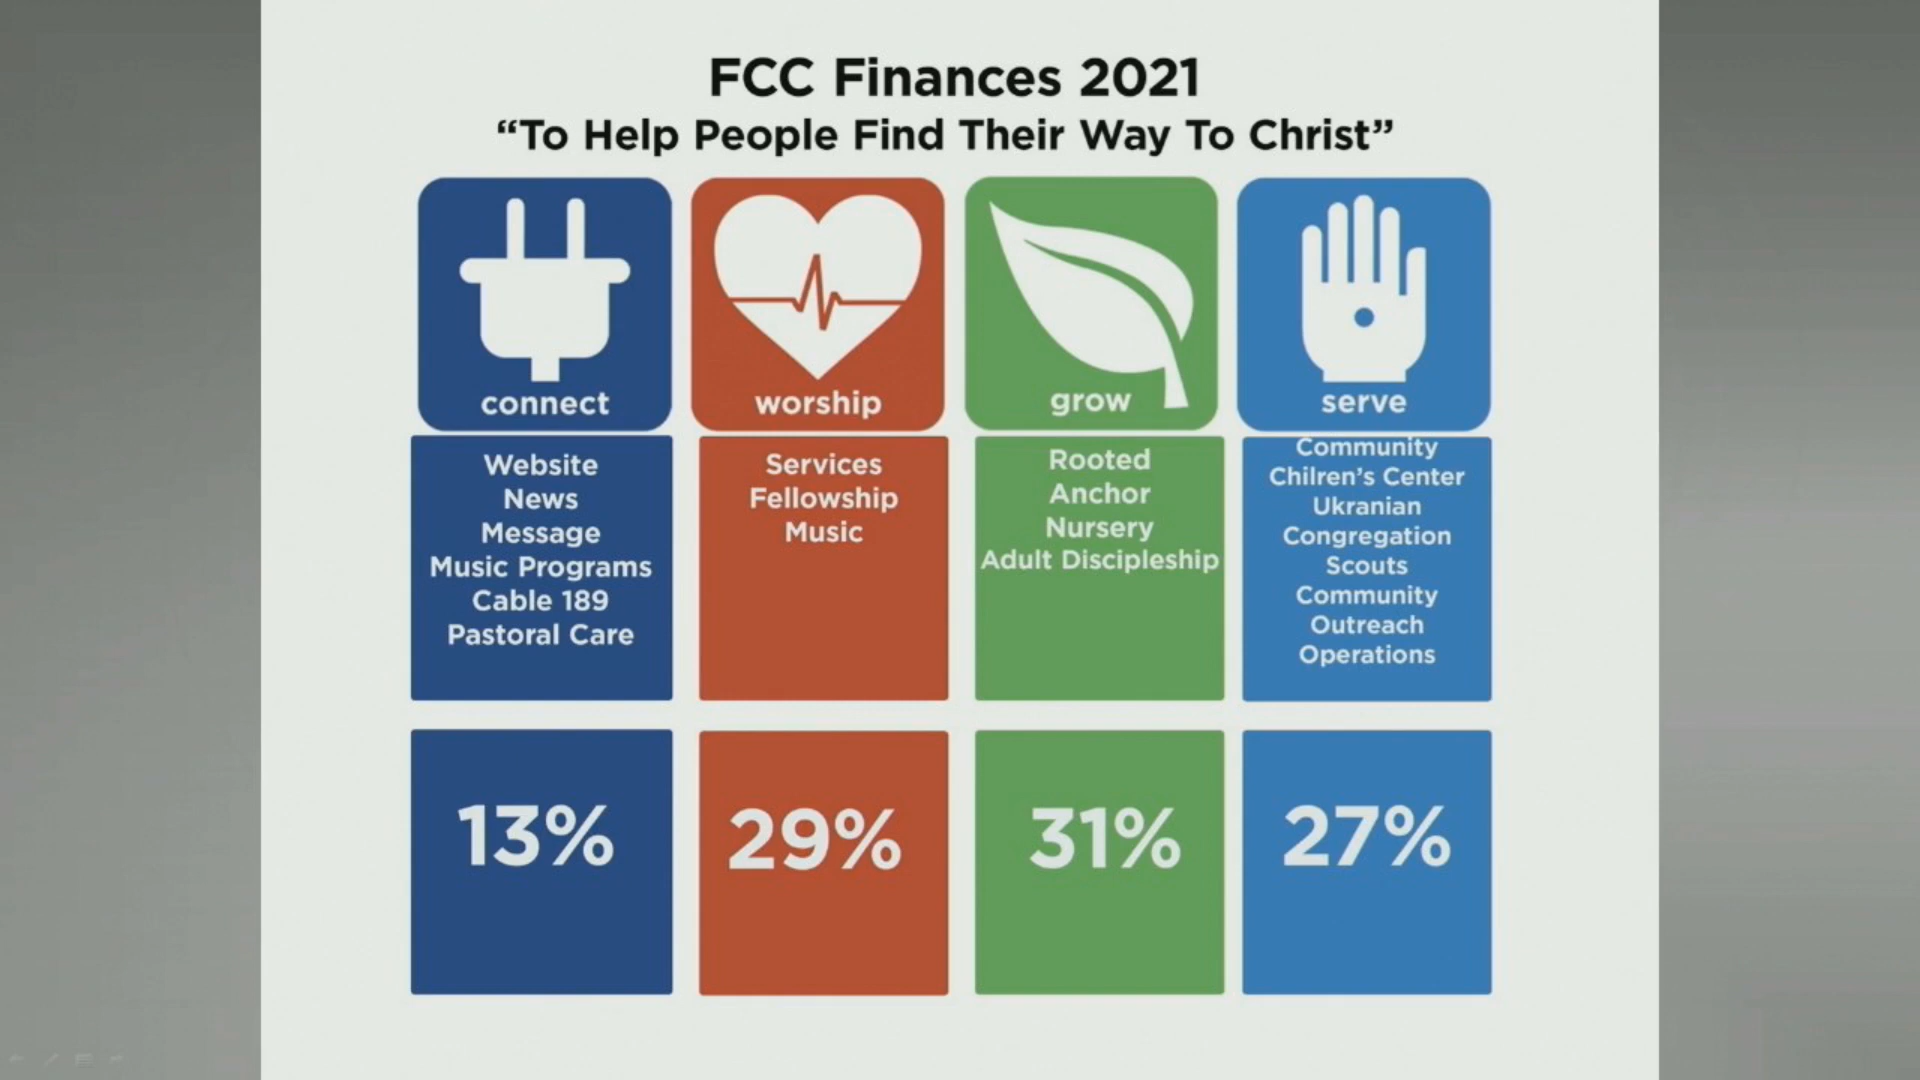 FCC Finances 2021
“To Help People Find Their Way To Christ”
connect
worship
grow
serve
Website
News
Message
Music Programs
Cable 189
Pastoral Care
Services
Fellowship
Music
Rooted
Anchor
Nursery
Adult Discipleship
Community
Chilren’s Center
Ukranian
Congregation
Scouts
Community
Outreach
Operations
13%
29%
31%
27%